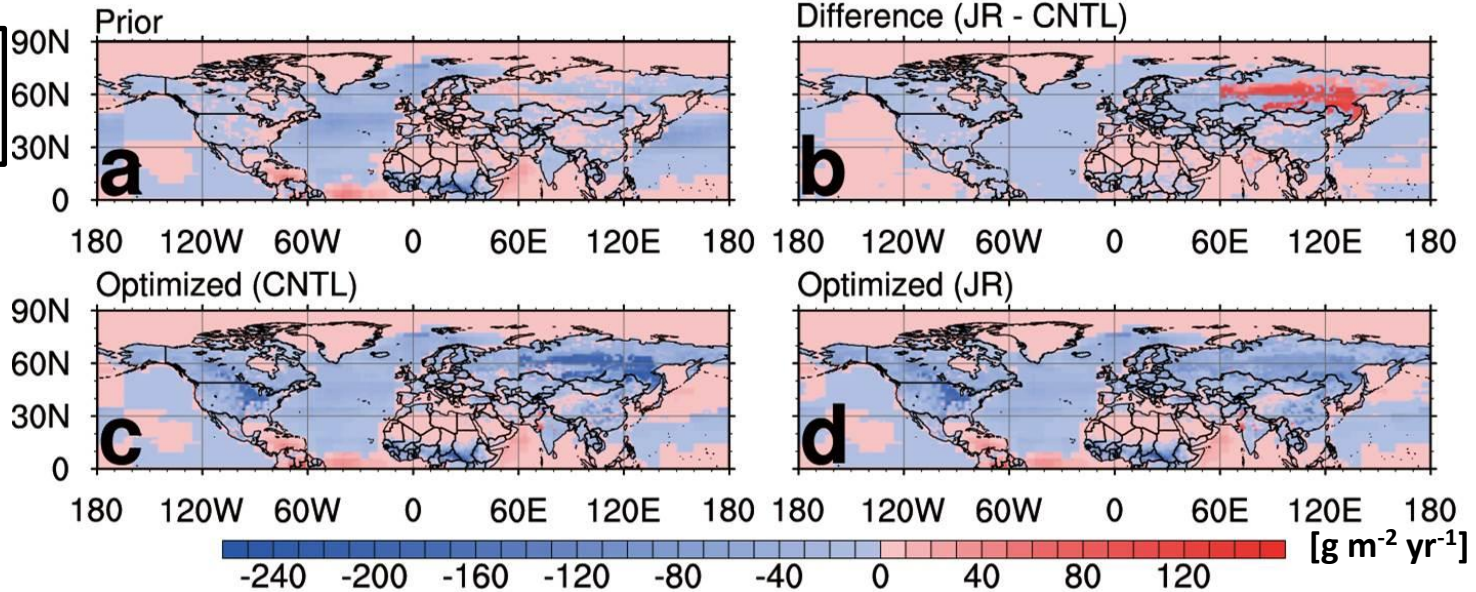 Prior
Difference (JR - CNTL)
90N
60N
30N
0
a
b
180 120W 60W 0 60E 120E 180
180 120W 60W 0 60E 120E 180
Optimized (CNTL)
Optimized (JR)
90N
60N
30N
0
c
d
180 120W 60W 0 60E 120E 180
180 120W 60W 0 60E 120E 180
[g m⁻² yr⁻¹]
-240 -200 -160 -120 -80 -40 0 40 80 120